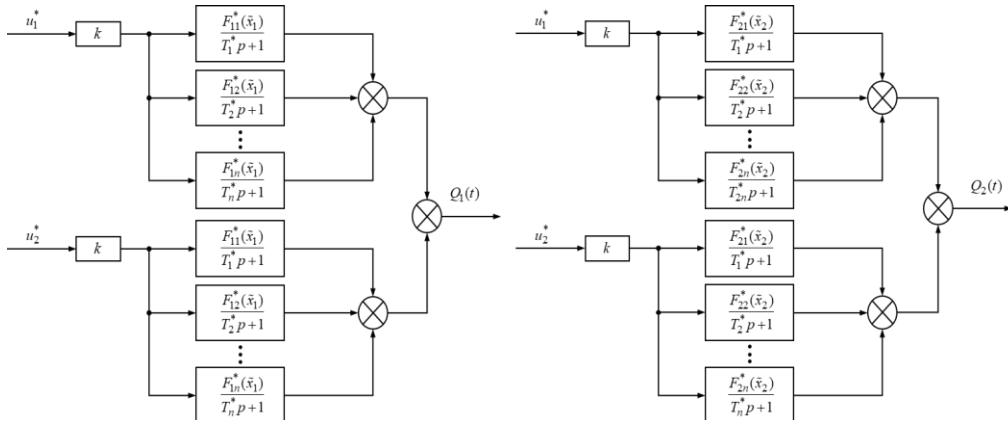 u₁*
k
F₁₁*(x̃₁)
T₁*p+1
F₁₂*(x̃₁)
T₂*p+1
F₁ₙ*(x̃₁)
Tₙ*p+1
Q₁(t)
u₂*
k
F₁₁*(x̃₁)
T₁*p+1
F₁₂*(x̃₁)
T₂*p+1
F₁ₙ*(x̃₁)
Tₙ*p+1
u₁*
k
F₂₁*(x̃₂)
T₁*p+1
F₂₂*(x̃₂)
T₂*p+1
F₂ₙ*(x̃₂)
T₂ₙ*p+1
Q₂(t)
u₂*
k
F₂₁*(x̃₂)
T₁*p+1
F₂₂*(x̃₂)
T₂*p+1
F₂ₙ*(x̃₂)
Tₙ*p+1